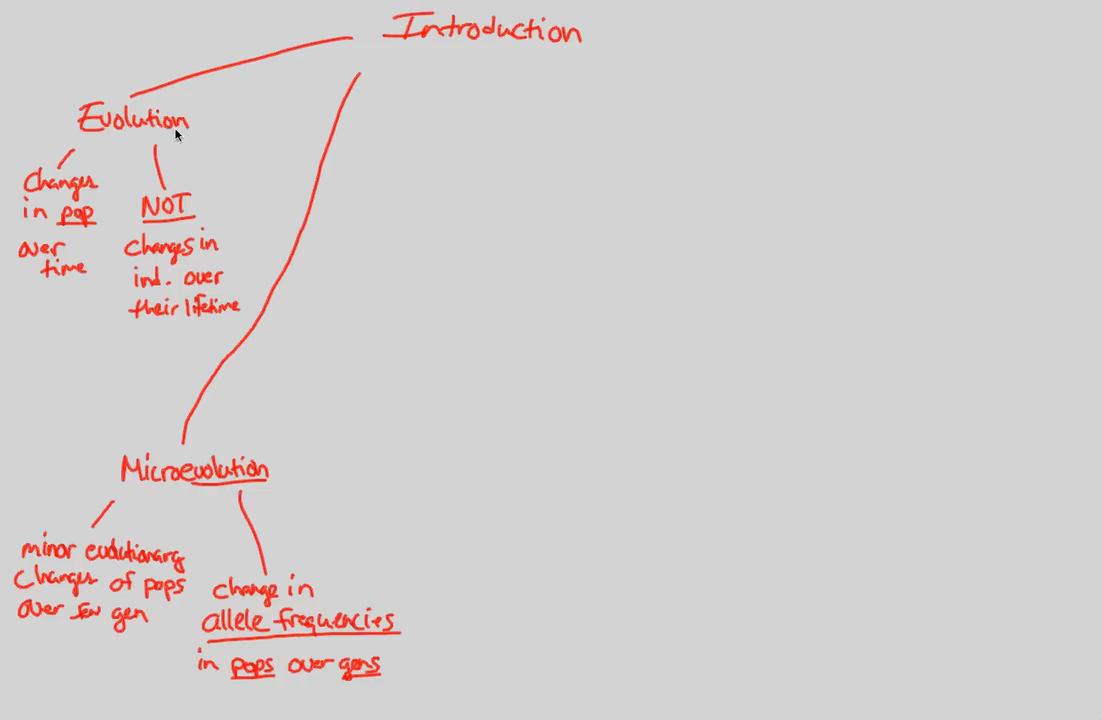 Introduction
Evolution
Changes
in pop
over
time
NOT
changes in
ind. over
their lifetime
Microevolution
minor evolutionary
Changes of pops
over few gen
change in
allele frequencies
in pops over gens